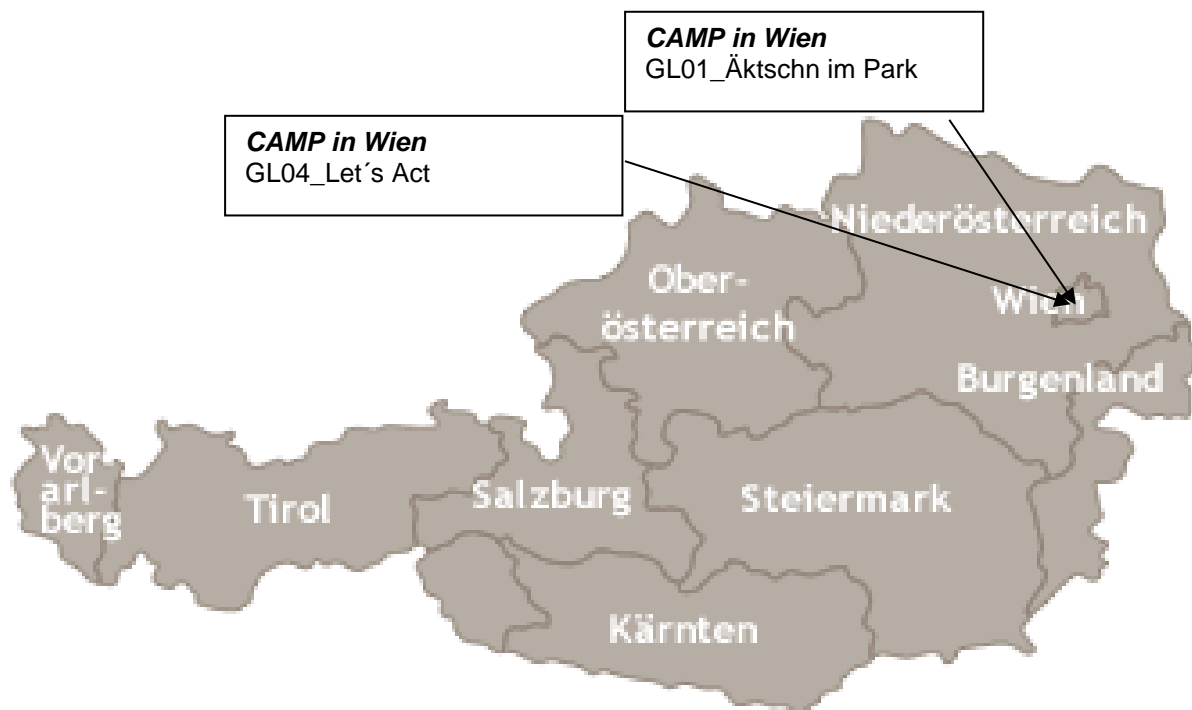 CAMP in Wien
GL01_Äktschn im Park
CAMP in Wien
GL04_Let´s Act
Niederösterreich
Ober-
österreich
Wien
Burgenland
Vor-
arl-
berg
Tirol
Salzburg
Steiermark
Kärnten